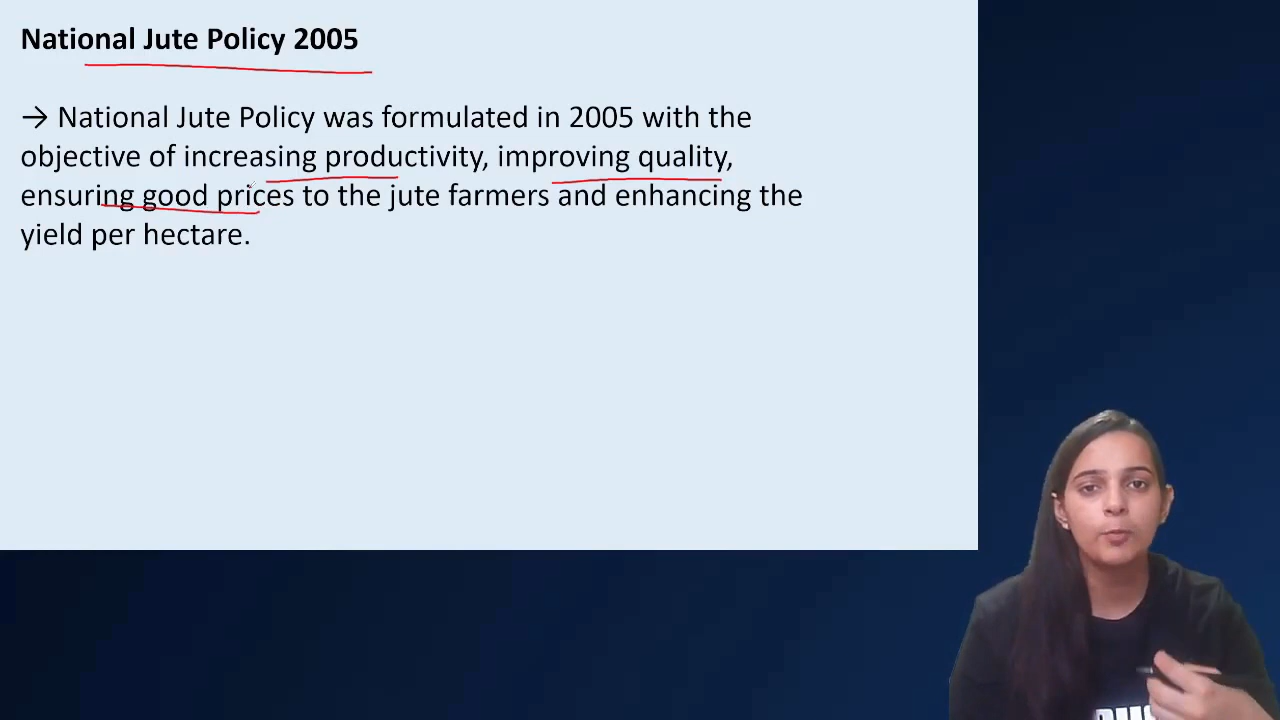 National Jute Policy 2005
→ National Jute Policy was formulated in 2005 with the
objective of increasing productivity, improving quality,
ensuring good prices to the jute farmers and enhancing the
yield per hectare.